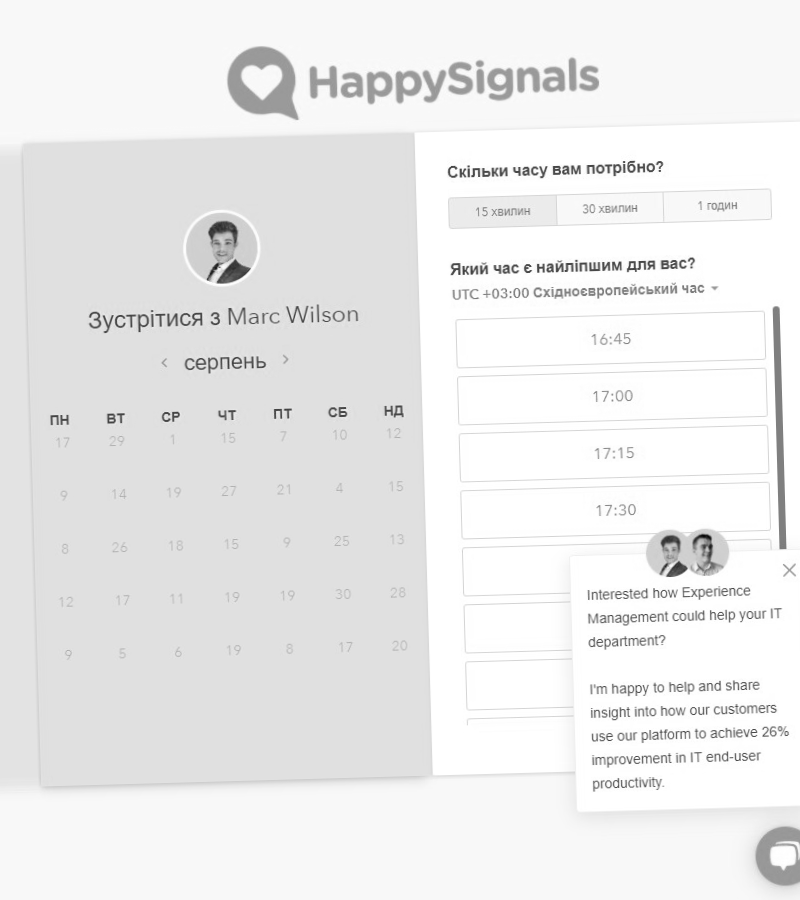 HappySignals
Зустрітися з Marc Wilson
серпень
ПН ВТ СР ЧТ ПТ СБ НД
17 29 1 15 7 10 12
9 14 19 27 21 4 15
8 26 18 15 9 25 13
12 17 11 19 19 30 28
9 5 6 19 8 17 20
Скільки часу вам потрібно?
15 хвилин 30 хвилин 1 годин
Який час є найліпшим для вас?
UTC +03:00 Східноєвропейський час
16:45
17:00
17:15
17:30
Interested how Experience
Management could help your IT
department?
I'm happy to help and share
insight into how our customers
use our platform to achieve 26%
improvement in IT end-user
productivity.